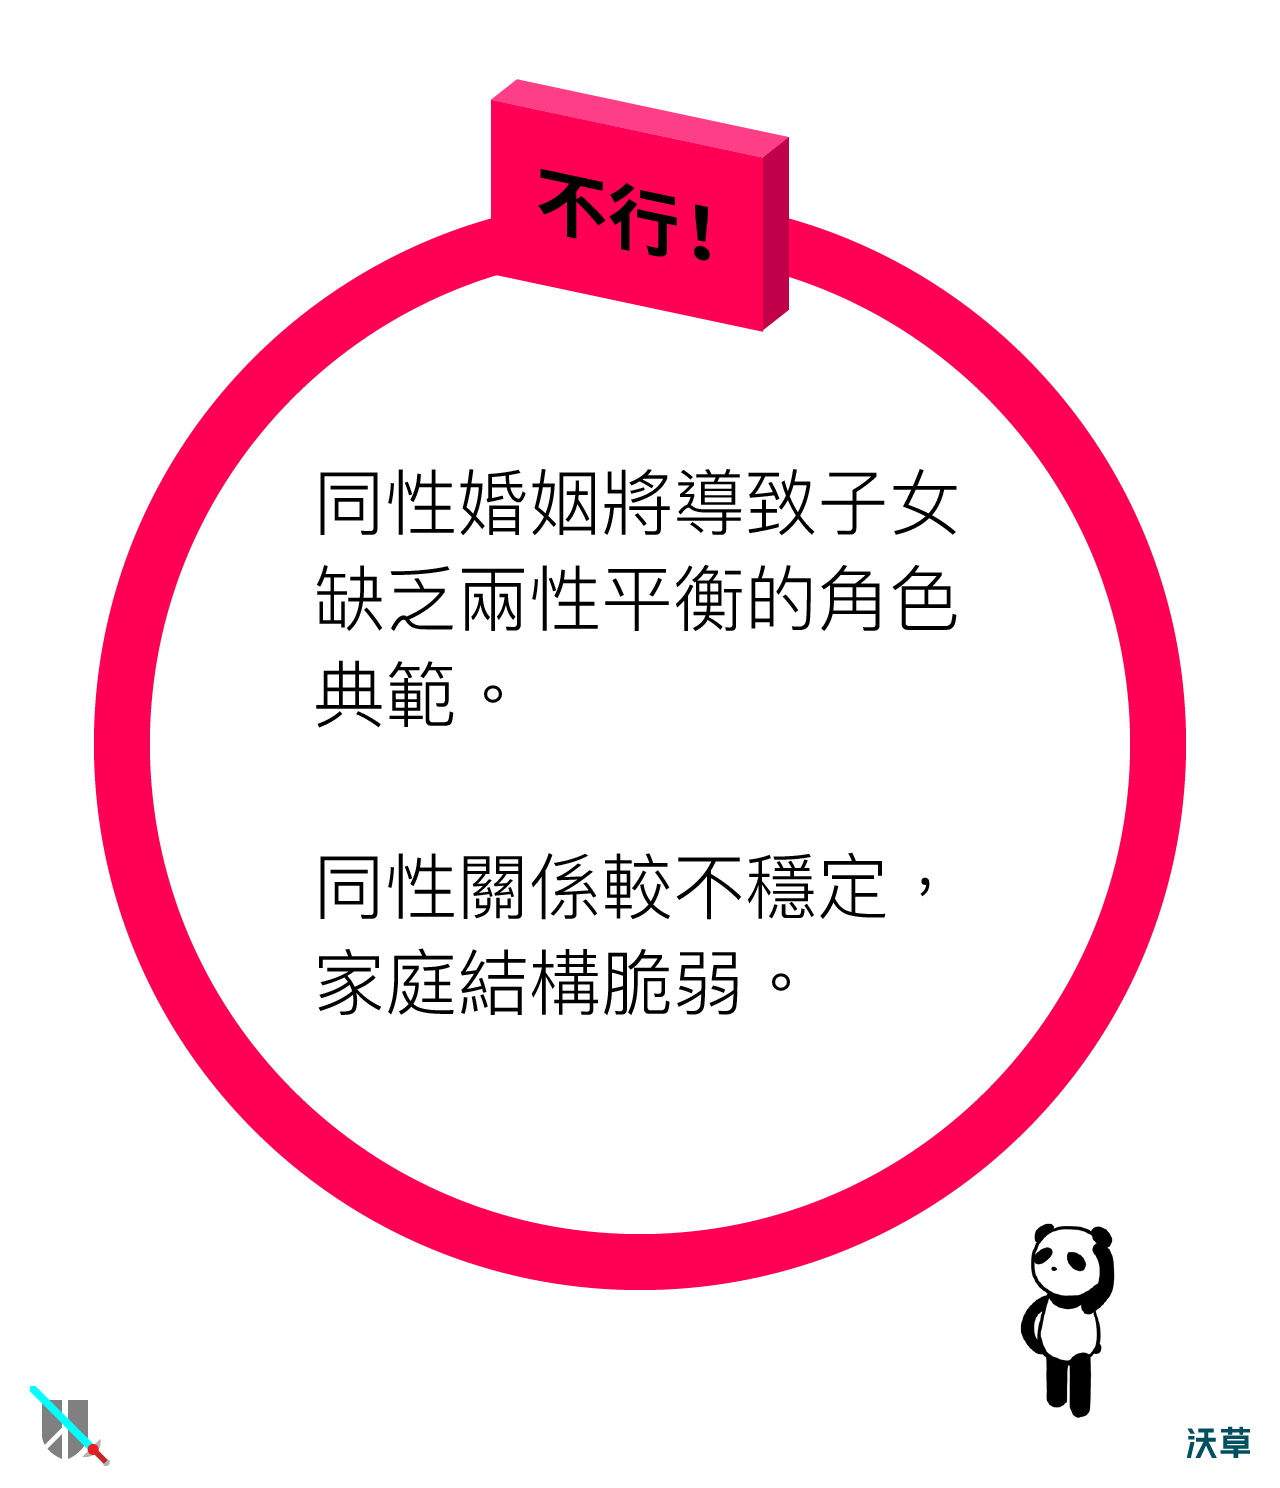 不行!
同性婚姻將導致子女
缺乏兩性平衡的角色
典範。
同性關係較不穩定，
家庭結構脆弱。
沃草